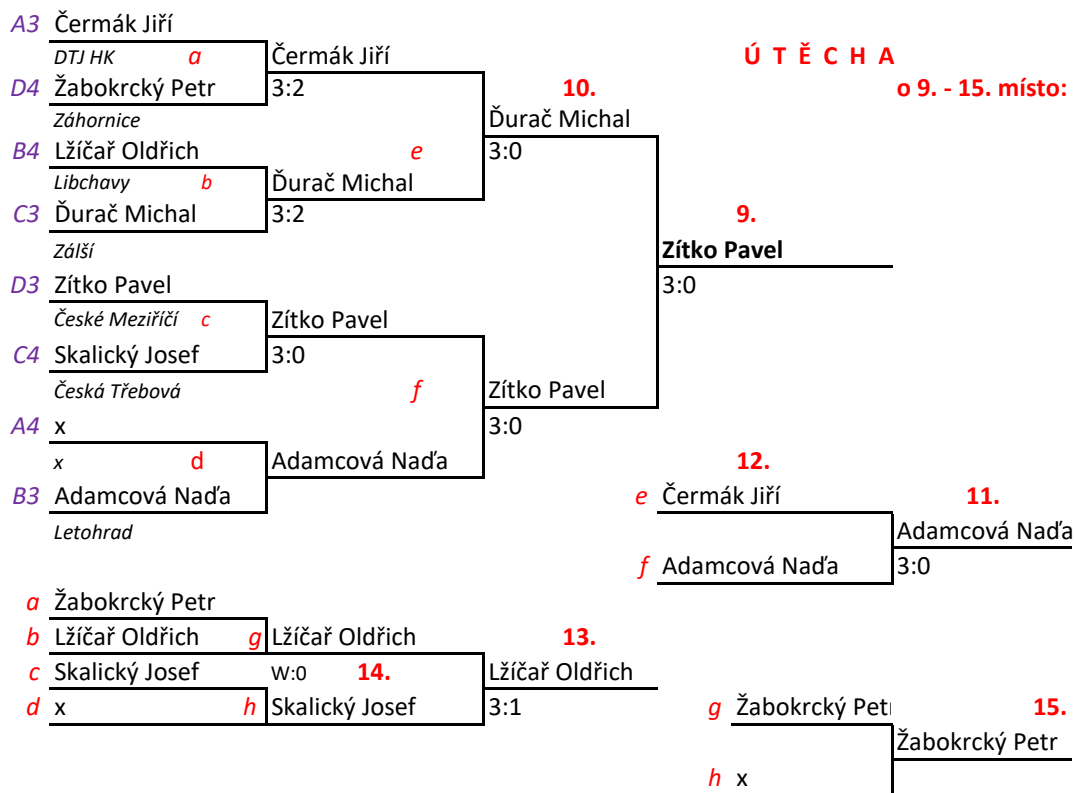 A3 Čermák Jiří
DTJ HK a Čermák Jiří Ú T Ě C H A
D4 Žabokrcký Petr 3:2 10. o 9. - 15. místo:
Záhornice Ďurač Michal
B4 Lžíčař Oldřich e 3:0
Libchavy b Ďurač Michal
C3 Ďurač Michal 3:2 9.
Zálší Zítko Pavel
D3 Zítko Pavel 3:0
České Meziříčí c Zítko Pavel
C4 Skalický Josef 3:0
Česká Třebová f Zítko Pavel
A4 x 3:0
x d Adamcová Naďa 12.
B3 Adamcová Naďa e Čermák Jiří 11.
Letohrad Adamcová Naďa
f Adamcová Naďa 3:0
a Žabokrcký Petr
b Lžíčař Oldřich g Lžíčař Oldřich 13.
c Skalický Josef W:0 14. Lžíčař Oldřich
d x h Skalický Josef 3:1 g Žabokrcký Pet 15.
Žabokrcký Petr
h x